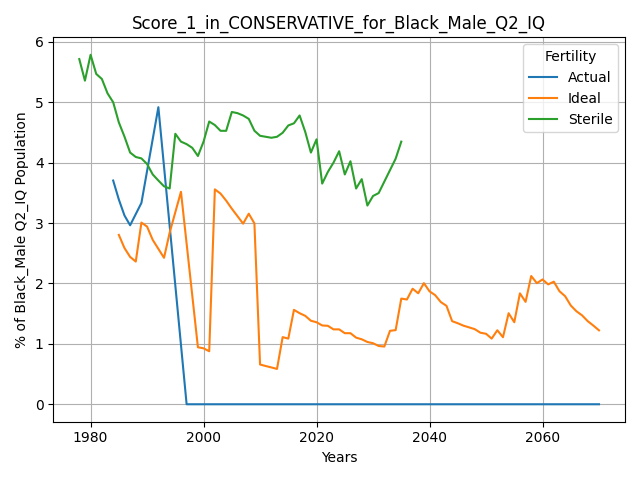 Score_1_in_CONSERVATIVE_for_Black_Male_Q2_IQ
% of Black_Male Q2_IQ Population
6
5
4
3
2
1
0
Fertility
Actual
Ideal
Sterile
1980 2000 2020 2040 2060
Years